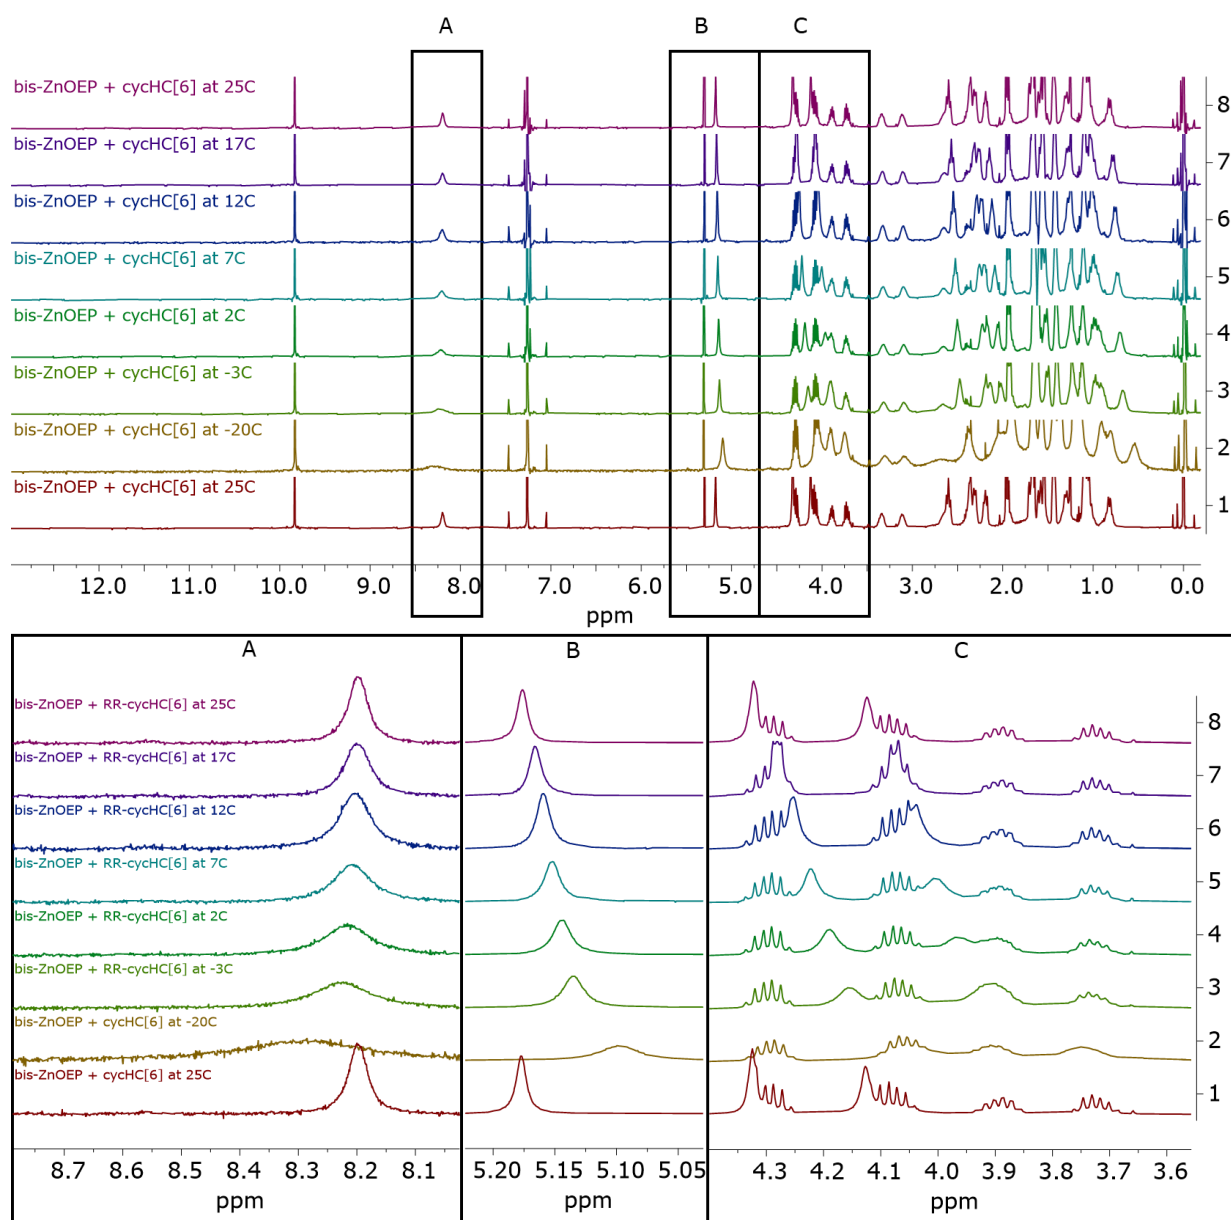 A B C
bis-ZnOEP + cycHC[6] at 25C 8
bis-ZnOEP + cycHC[6] at 17C 7
bis-ZnOEP + cycHC[6] at 12C 6
bis-ZnOEP + cycHC[6] at 7C 5
bis-ZnOEP + cycHC[6] at 2C 4
bis-ZnOEP + cycHC[6] at -3C 3
bis-ZnOEP + cycHC[6] at -20C 2
bis-ZnOEP + cycHC[6] at 25C 1
12.0 11.0 10.0 9.0 8.0 7.0 6.0 5.0 4.0 3.0 2.0 1.0 0.0
ppm
A B C
bis-ZnOEP + RR-cycHC[6] at 25C 8
bis-ZnOEP + RR-cycHC[6] at 17C 7
bis-ZnOEP + RR-cycHC[6] at 12C 6
bis-ZnOEP + RR-cycHC[6] at 7C 5
bis-ZnOEP + RR-cycHC[6] at 2C 4
bis-ZnOEP + RR-cycHC[6] at -3C 3
bis-ZnOEP + cycHC[6] at -20C 2
bis-ZnOEP + cycHC[6] at 25C 1
8.7 8.6 8.5 8.4 8.3 8.2 8.1 5.20 5.15 5.10 5.05 4.3 4.2 4.1 4.0 3.9 3.8 3.7 3.6
ppm ppm ppm